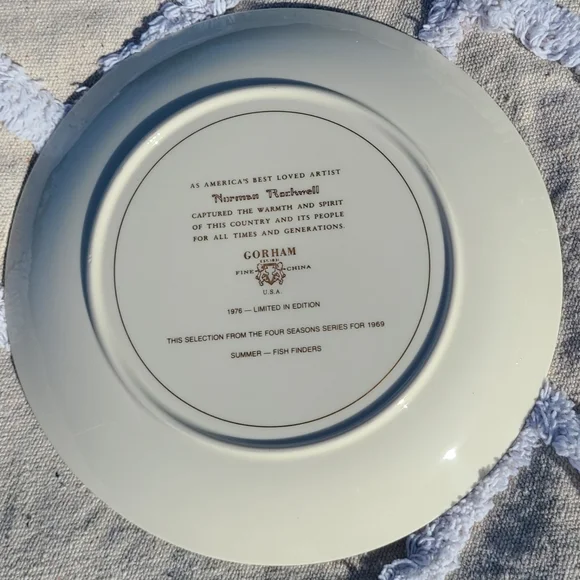 AS AMERICA'S BEST LOVED ARTIST
Norman Rockwell
CAPTURED THE WARMTH AND SPIRIT
OF THIS COUNTRY AND ITS PEOPLE
FOR ALL TIMES AND GENERATIONS.
GORHAM
FINE CHINA
U.S.A.
1976 — LIMITED IN EDITION
THIS SELECTION FROM THE FOUR SEASONS SERIES FOR 1969
SUMMER — FISH FINDERS